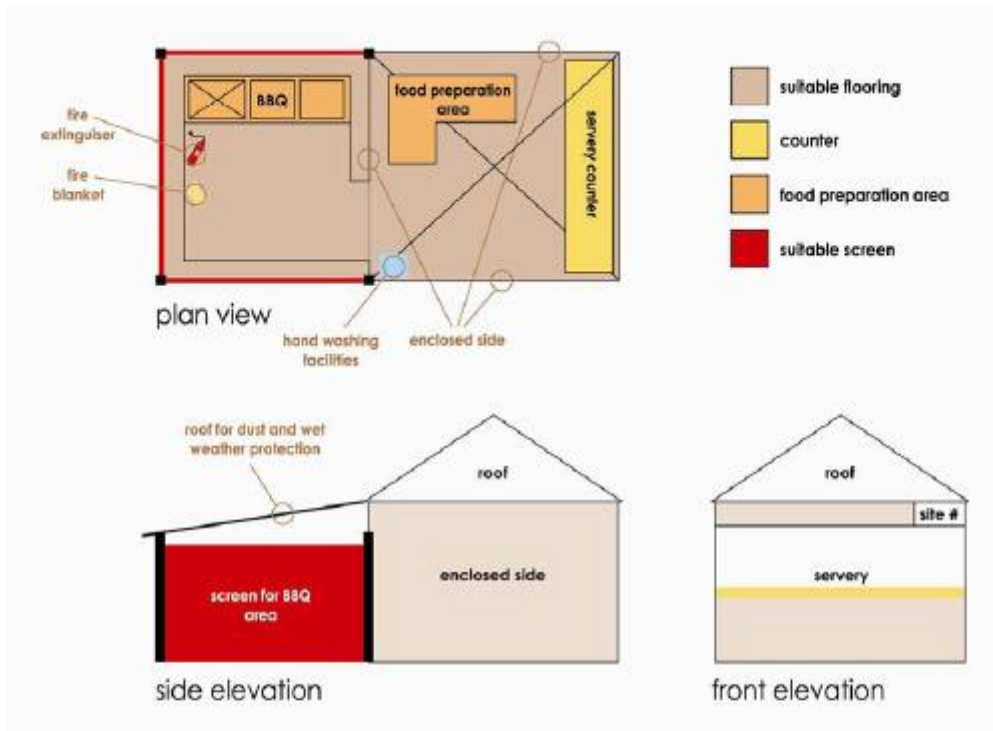 fire
extinguiser
fire
blanket
BBQ
food preparation
area
servery counter
suitable flooring
counter
food preparation area
suitable screen
plan view
hand washing
facilities
enclosed side
roof for dust and wet
weather protection
roof
enclosed side
screen for BBQ
area
side elevation
roof
site #
servery
front elevation